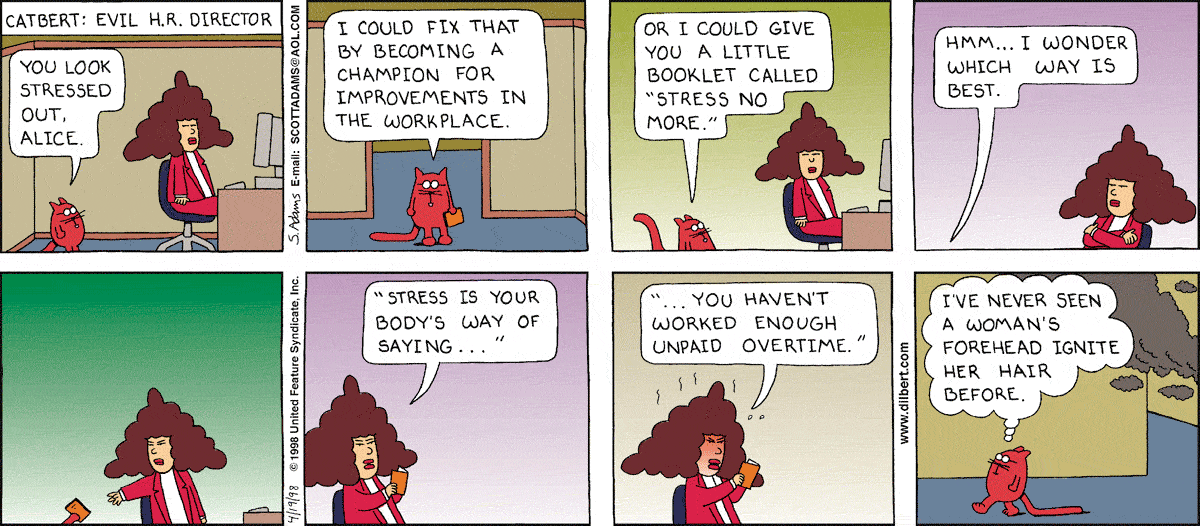 CATBERT: EVIL H.R. DIRECTOR
YOU LOOK
STRESSED
OUT,
ALICE.
S. Adams E-mail: SCOTTADAMS@AOL.COM
I COULD FIX THAT
BY BECOMING A
CHAMPION FOR
IMPROVEMENTS IN
THE WORKPLACE.
OR I COULD GIVE
YOU A LITTLE
BOOKLET CALLED
"STRESS NO
MORE."
HMM... I WONDER
WHICH WAY IS
BEST.
4/19/98 © 1998 United Feature Syndicate, Inc.
"STRESS IS YOUR
BODY'S WAY OF
SAYING..."
"...YOU HAVEN'T
WORKED ENOUGH
UNPAID OVERTIME."
www.dilbert.com
I'VE NEVER SEEN
A WOMAN'S
FOREHEAD IGNITE
HER HAIR
BEFORE.